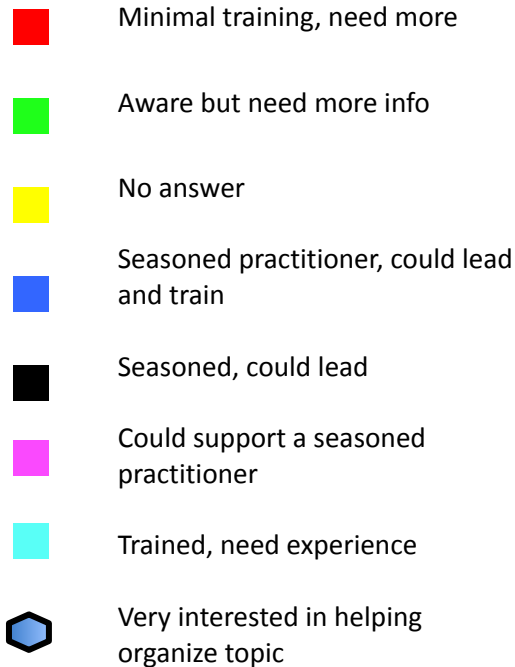 Minimal training, need more
Aware but need more info
No answer
Seasoned practitioner, could lead
and train
Seasoned, could lead
Could support a seasoned
practitioner
Trained, need experience
Very interested in helping
organize topic